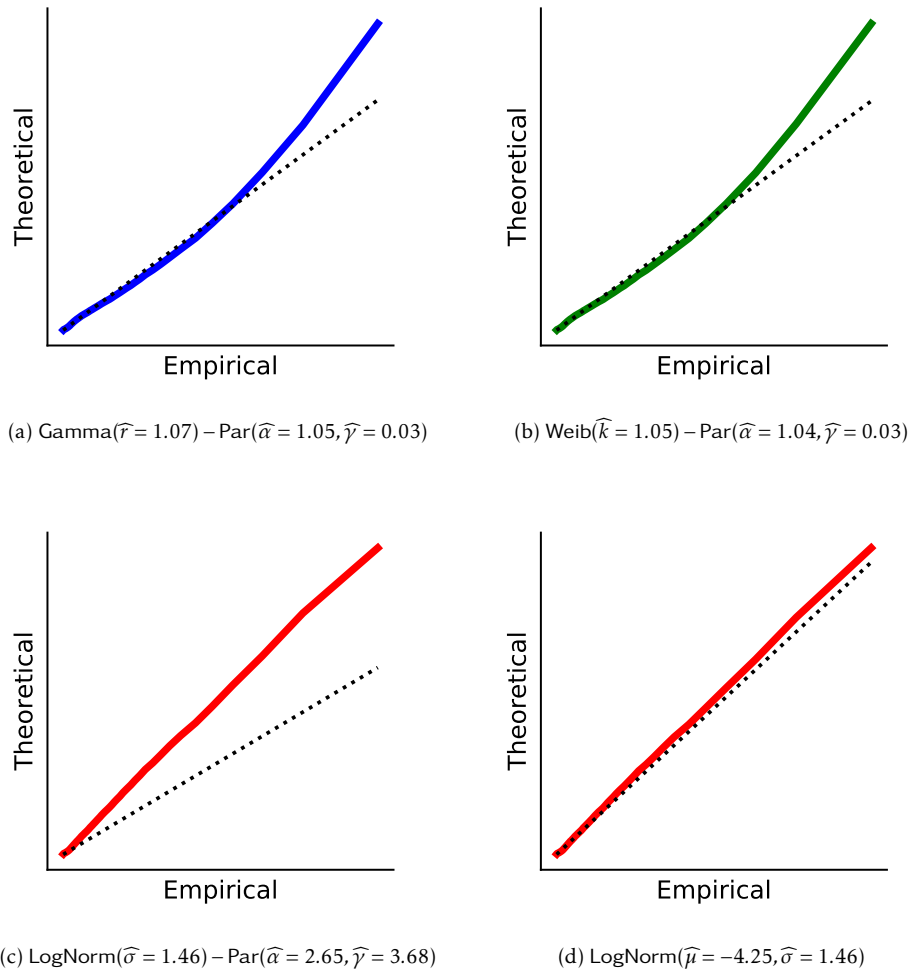 Theoretical
Empirical
Theoretical
Empirical
(a) Gamma(r̂ = 1.07) – Par(α̂ = 1.05, γ̂ = 0.03)
(b) Weib(k̂ = 1.05) – Par(α̂ = 1.04, γ̂ = 0.03)
Theoretical
Empirical
Theoretical
Empirical
(c) LogNorm(σ̂ = 1.46) – Par(α̂ = 2.65, γ̂ = 3.68)
(d) LogNorm(μ̂ = −4.25, σ̂ = 1.46)